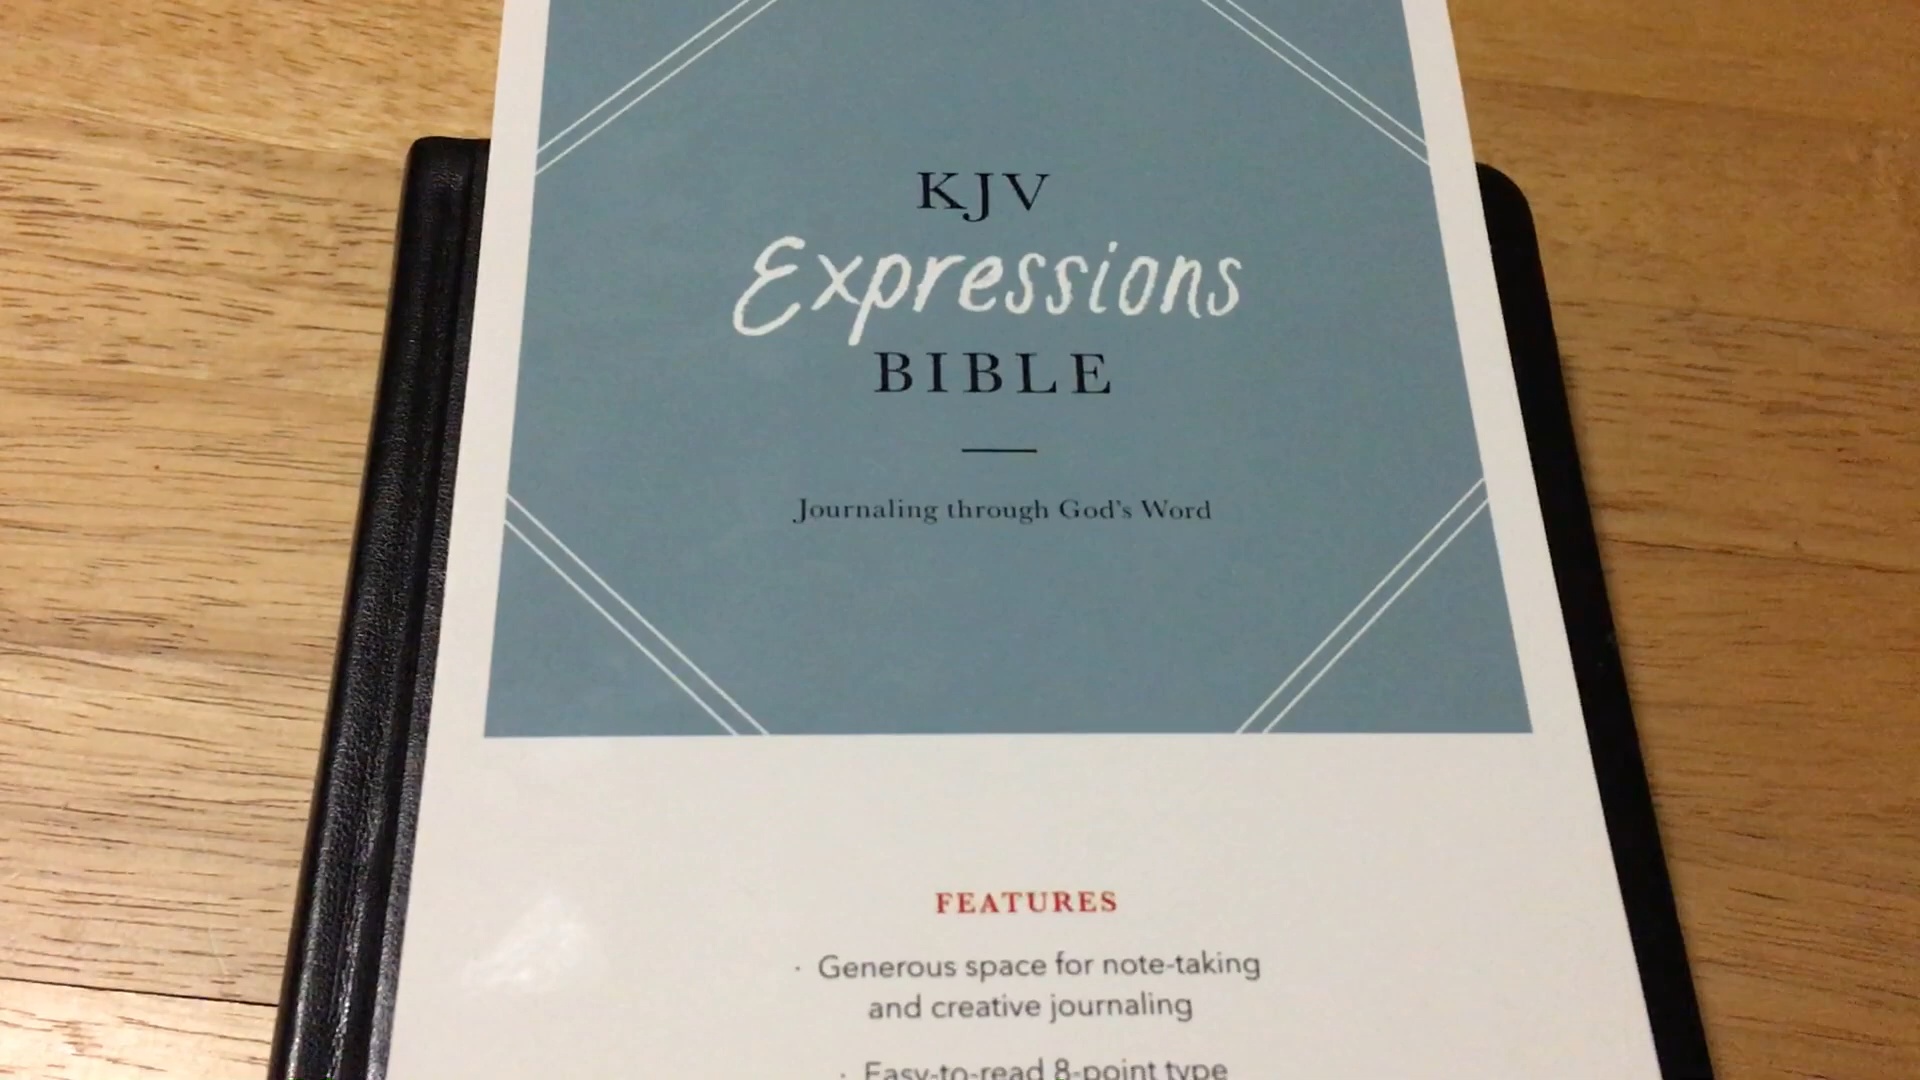 KJV
Expressions
BIBLE
Journaling through God's Word
FEATURES
· Generous space for note-taking
and creative journaling
· Easy-to-read 8-point type